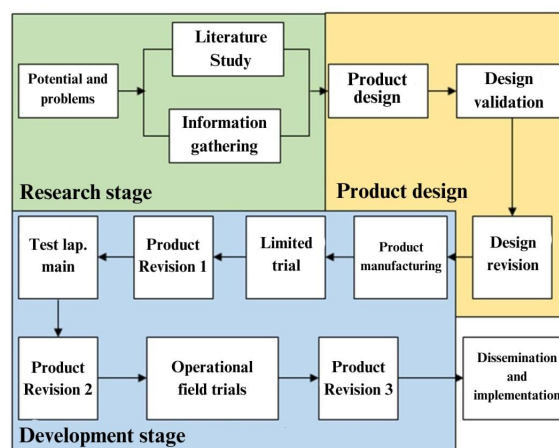 Literature
Study
Potential and
problems
Information
gathering
Research stage
Product
design
Design
validation
Product design
Design
revision
Product
manufacturing
Limited
trial
Product
Revision 1
Test lap.
main
Product
Revision 2
Operational
field trials
Product
Revision 3
Dissemination
and
implementation
Development stage